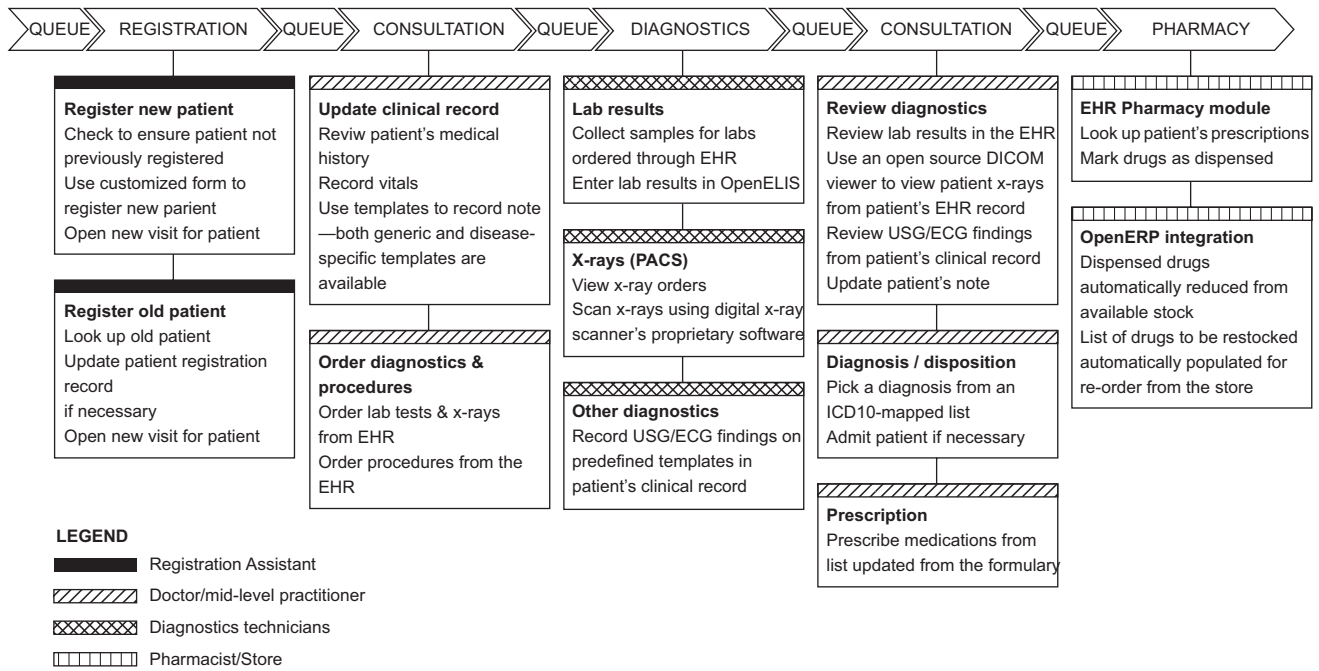 QUEUE REGISTRATION QUEUE CONSULTATION QUEUE DIAGNOSTICS QUEUE CONSULTATION QUEUE PHARMACY
Register new patient
Check to ensure patient not
previously registered
Use customized form to
register new parient
Open new visit for patient
Register old patient
Look up old patient
Update patient registration
record
if necessary
Open new visit for patient
Update clinical record
Reviw patient's medical
history
Record vitals
Use templates to record note
—both generic and disease-
specific templates are
available
Order diagnostics &
procedures
Order lab tests & x-rays
from EHR
Order procedures from the
EHR
Lab results
Collect samples for labs
ordered through EHR
Enter lab results in OpenELIS
X-rays (PACS)
View x-ray orders
Scan x-rays using digital x-ray
scanner's proprietary software
Other diagnostics
Record USG/ECG findings on
predefined templates in
patient's clinical record
Review diagnostics
Review lab results in the EHR
Use an open source DICOM
viewer to view patient x-rays
from patient's EHR record
Review USG/ECG findings
from patient's clinical record
Update patient's note
Diagnosis / disposition
Pick a diagnosis from an
ICD10-mapped list
Admit patient if necessary
Prescription
Prescribe medications from
list updated from the formulary
EHR Pharmacy module
Look up patient's prescriptions
Mark drugs as dispensed
OpenERP integration
Dispensed drugs
automatically reduced from
available stock
List of drugs to be restocked
automatically populated for
re-order from the store
LEGEND
Registration Assistant
Doctor/mid-level practitioner
Diagnostics technicians
Pharmacist/Store